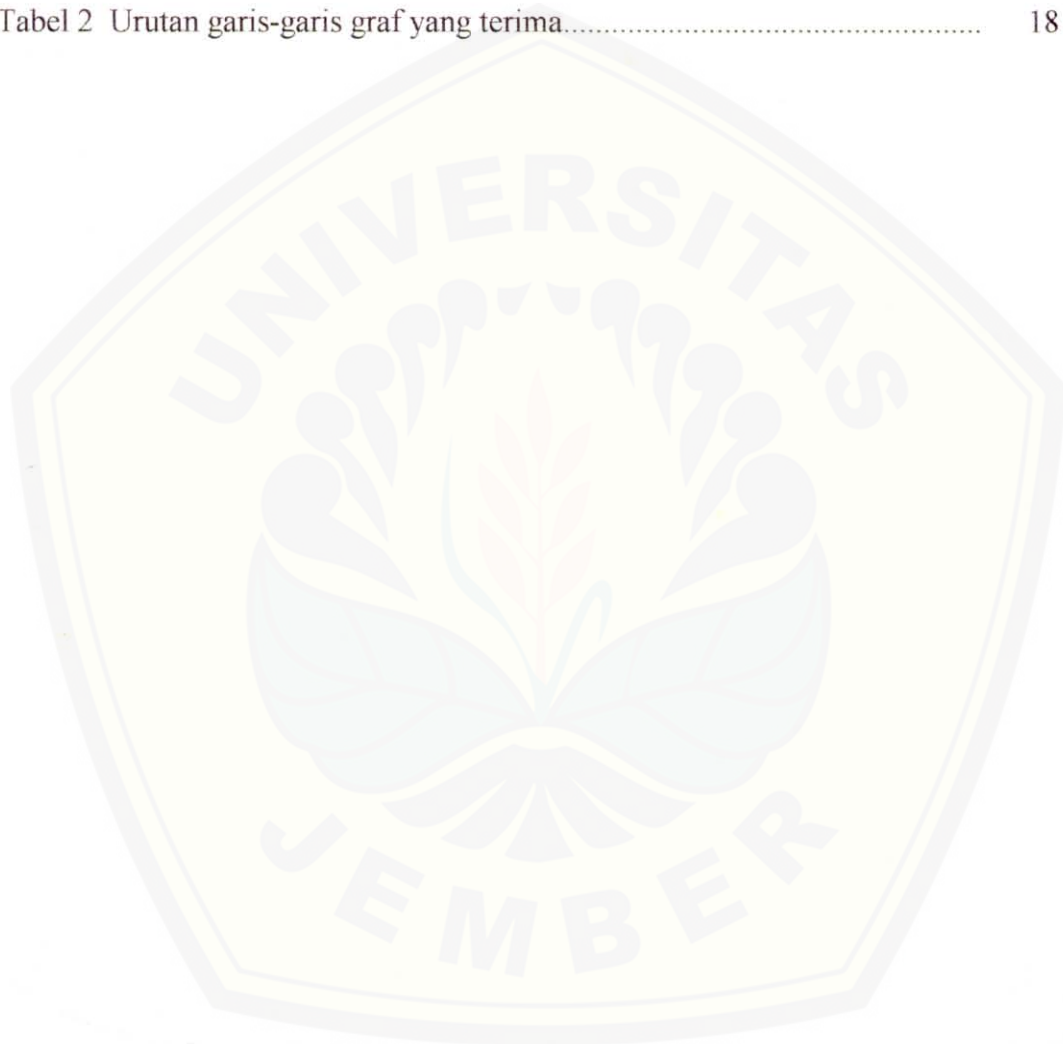 Tabel 2 Urutan garis-garis graf yang terima.................................................... 18
UNIVERSITAS
JEMBER